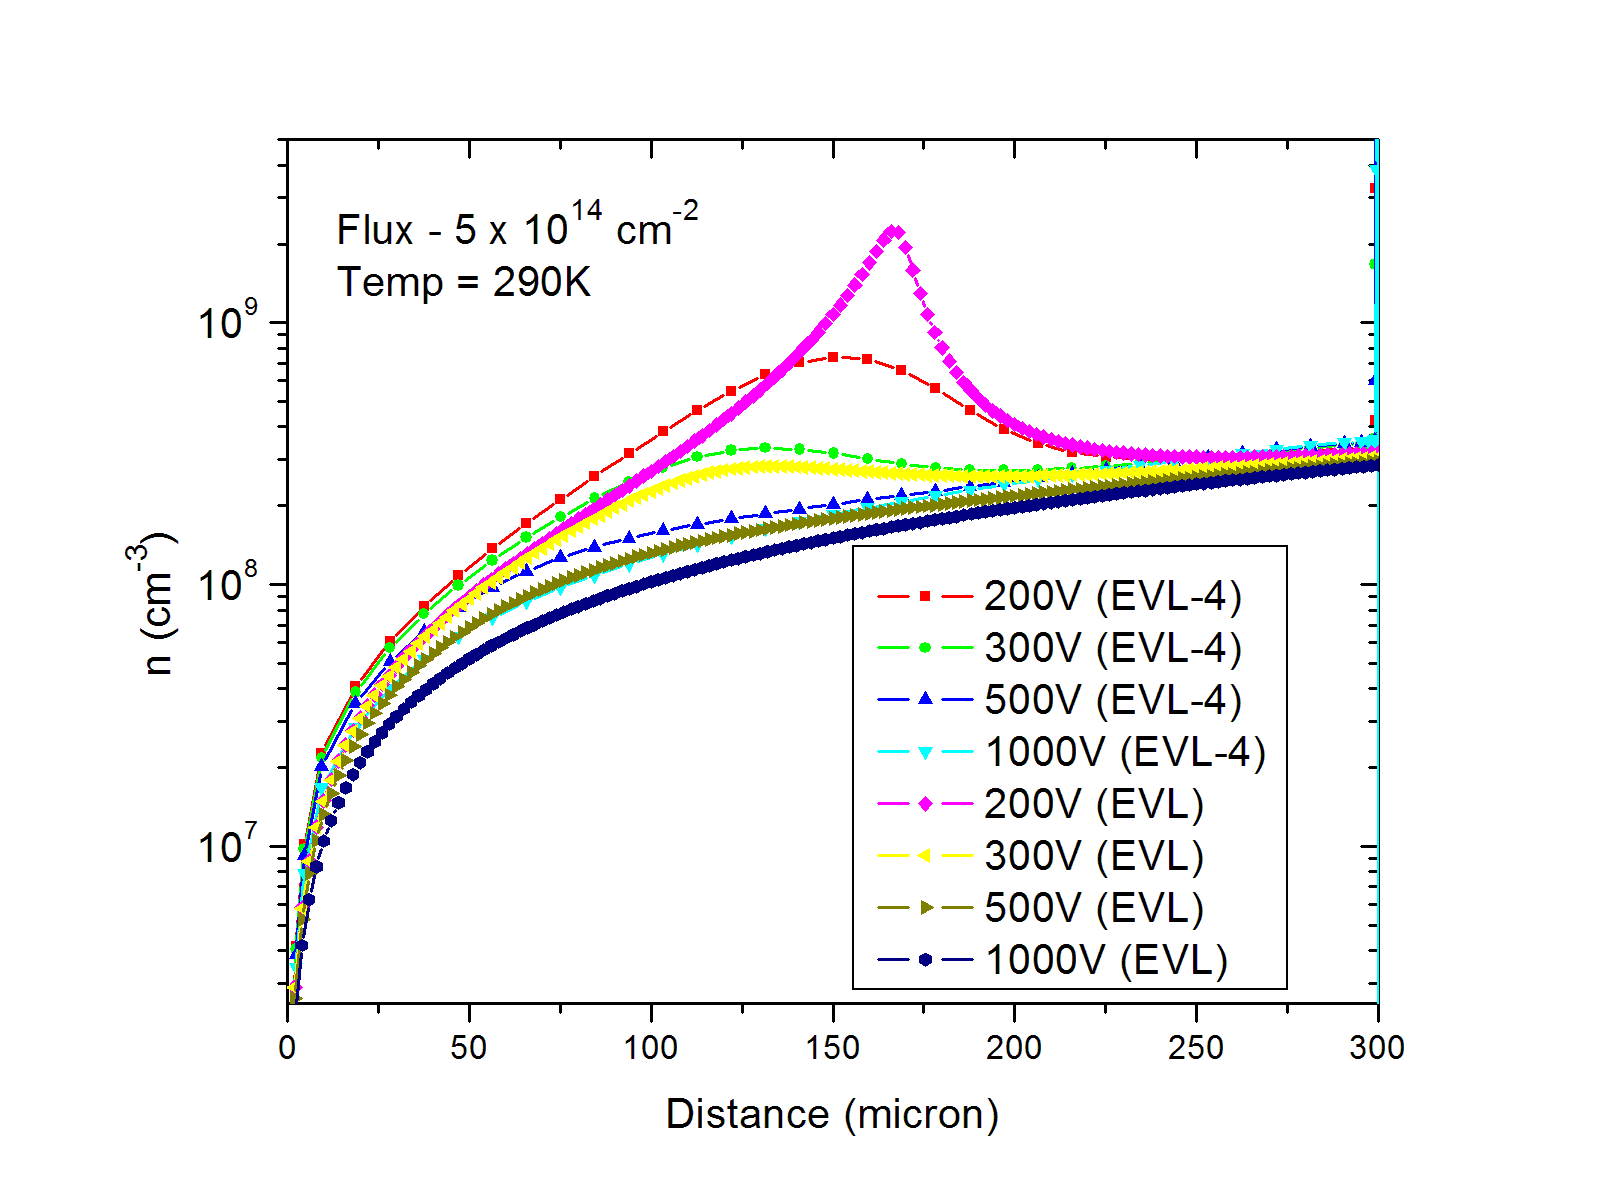 Flux - 5 x 10^14 cm^-2
Temp = 290K
10^9
10^8
10^7
n (cm^-3)
200V (EVL-4)
300V (EVL-4)
500V (EVL-4)
1000V (EVL-4)
200V (EVL)
300V (EVL)
500V (EVL)
1000V (EVL)
0 50 100 150 200 250 300
Distance (micron)